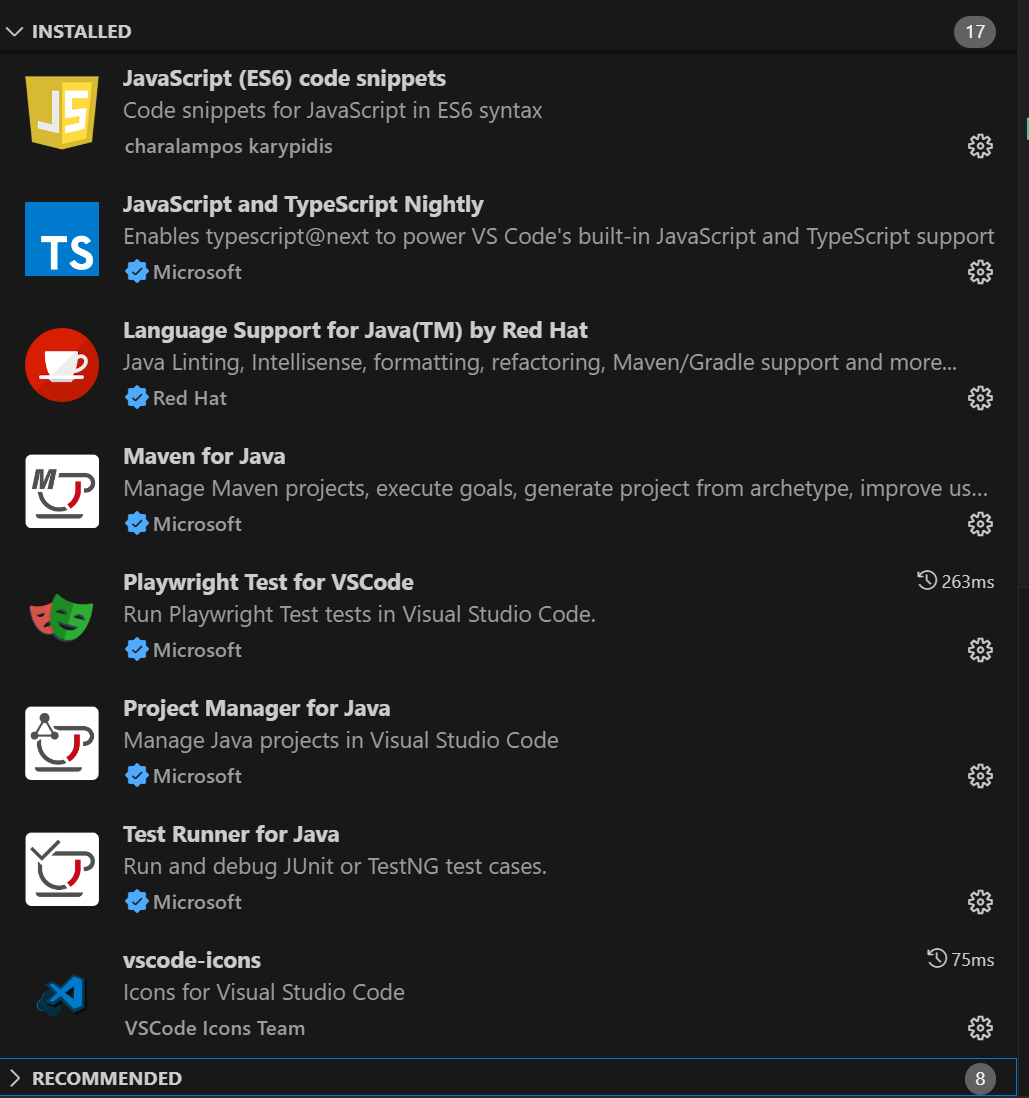 INSTALLED 17
JavaScript (ES6) code snippets
Code snippets for JavaScript in ES6 syntax
JS
charalampos karypidis
JavaScript and TypeScript Nightly
Enables typescript@next to power VS Code's built-in JavaScript and TypeScript support
TS
Microsoft
Language Support for Java(TM) by Red Hat
Java Linting, Intellisense, formatting, refactoring, Maven/Gradle support and more...
Red Hat
Maven for Java
M
Manage Maven projects, execute goals, generate project from archetype, improve us...
Microsoft
Playwright Test for VSCode 263ms
Run Playwright Test tests in Visual Studio Code.
Microsoft
Project Manager for Java
Manage Java projects in Visual Studio Code
Microsoft
Test Runner for Java
Run and debug JUnit or TestNG test cases.
Microsoft
vscode-icons 75ms
Icons for Visual Studio Code
VSCode Icons Team
RECOMMENDED 8